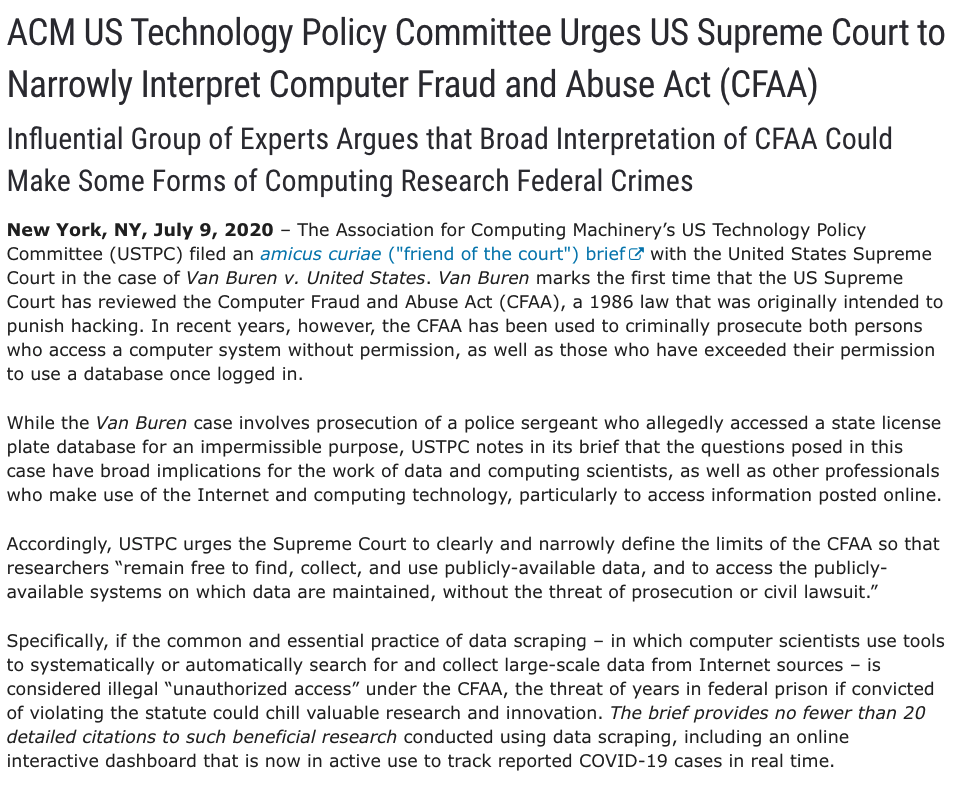 ACM US Technology Policy Committee Urges US Supreme Court to
Narrowly Interpret Computer Fraud and Abuse Act (CFAA)
Influential Group of Experts Argues that Broad Interpretation of CFAA Could
Make Some Forms of Computing Research Federal Crimes
New York, NY, July 9, 2020 – The Association for Computing Machinery’s US Technology Policy
Committee (USTPC) filed an amicus curiae ("friend of the court") brief with the United States Supreme
Court in the case of Van Buren v. United States. Van Buren marks the first time that the US Supreme
Court has reviewed the Computer Fraud and Abuse Act (CFAA), a 1986 law that was originally intended to
punish hacking. In recent years, however, the CFAA has been used to criminally prosecute both persons
who access a computer system without permission, as well as those who have exceeded their permission
to use a database once logged in.
While the Van Buren case involves prosecution of a police sergeant who allegedly accessed a state license
plate database for an impermissible purpose, USTPC notes in its brief that the questions posed in this
case have broad implications for the work of data and computing scientists, as well as other professionals
who make use of the Internet and computing technology, particularly to access information posted online.
Accordingly, USTPC urges the Supreme Court to clearly and narrowly define the limits of the CFAA so that
researchers “remain free to find, collect, and use publicly-available data, and to access the publicly-
available systems on which data are maintained, without the threat of prosecution or civil lawsuit.”
Specifically, if the common and essential practice of data scraping – in which computer scientists use tools
to systematically or automatically search for and collect large-scale data from Internet sources – is
considered illegal “unauthorized access” under the CFAA, the threat of years in federal prison if convicted
of violating the statute could chill valuable research and innovation. The brief provides no fewer than 20
detailed citations to such beneficial research conducted using data scraping, including an online
interactive dashboard that is now in active use to track reported COVID-19 cases in real time.